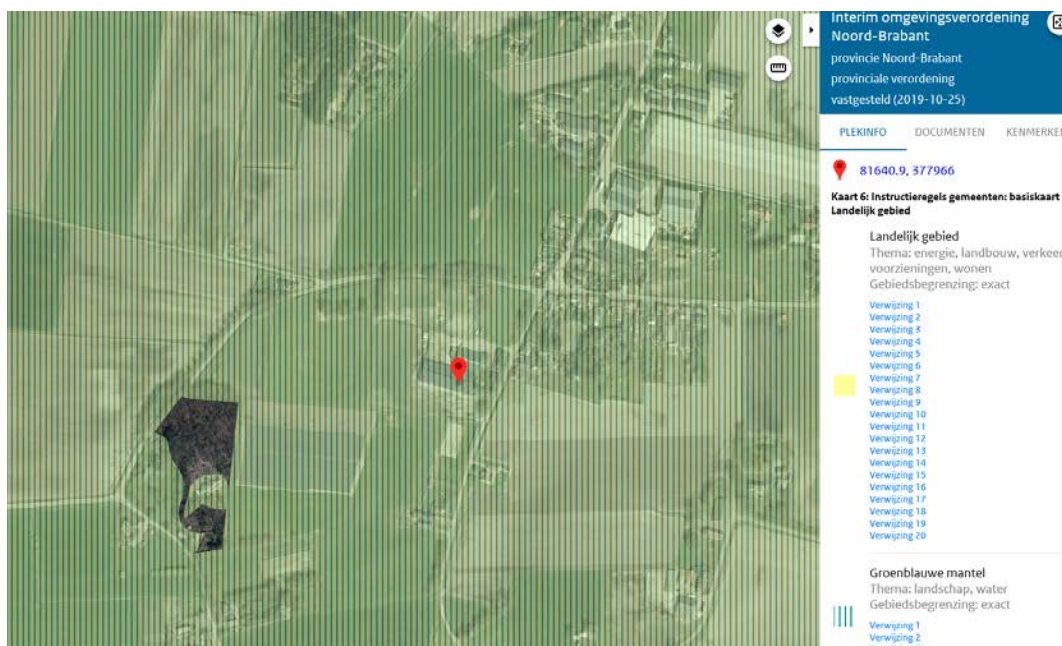 Interim omgevingsverordening
Noord-Brabant
provincie Noord-Brabant
provinciale verordening
vastgesteld (2019-10-25)
PLEKINFO DOCUMENTEN KENMERKEN
81640.9, 377966
Kaart 6: Instructieregels gemeenten: basiskaart
Landelijk gebied
Landelijk gebied
Thema: energie, landbouw, verkeer
voorzieningen, wonen
Gebiedsbegrenzing: exact
Verwijzing 1
Verwijzing 2
Verwijzing 3
Verwijzing 4
Verwijzing 5
Verwijzing 6
Verwijzing 7
Verwijzing 8
Verwijzing 9
Verwijzing 10
Verwijzing 11
Verwijzing 12
Verwijzing 13
Verwijzing 14
Verwijzing 15
Verwijzing 16
Verwijzing 17
Verwijzing 18
Verwijzing 19
Verwijzing 20
Groenblauwe mantel
Thema: landschap, water
Gebiedsbegrenzing: exact
Verwijzing 1
Verwijzing 2